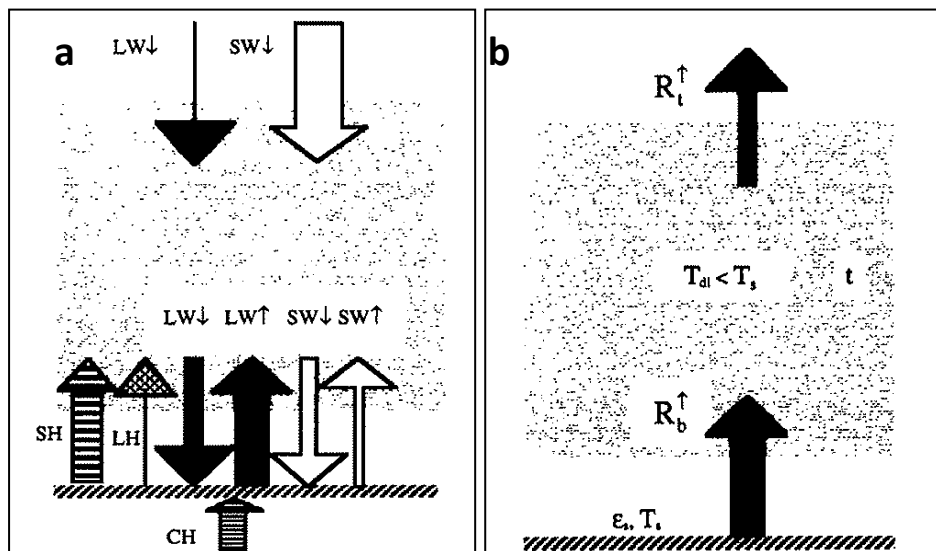 a
LW↓ SW↓
LW↓ LW↑ SW↓ SW↑
SH LH
CH
b
R_t^↑
T_dl < T_s t
R_b^↑
ε_s, T_s